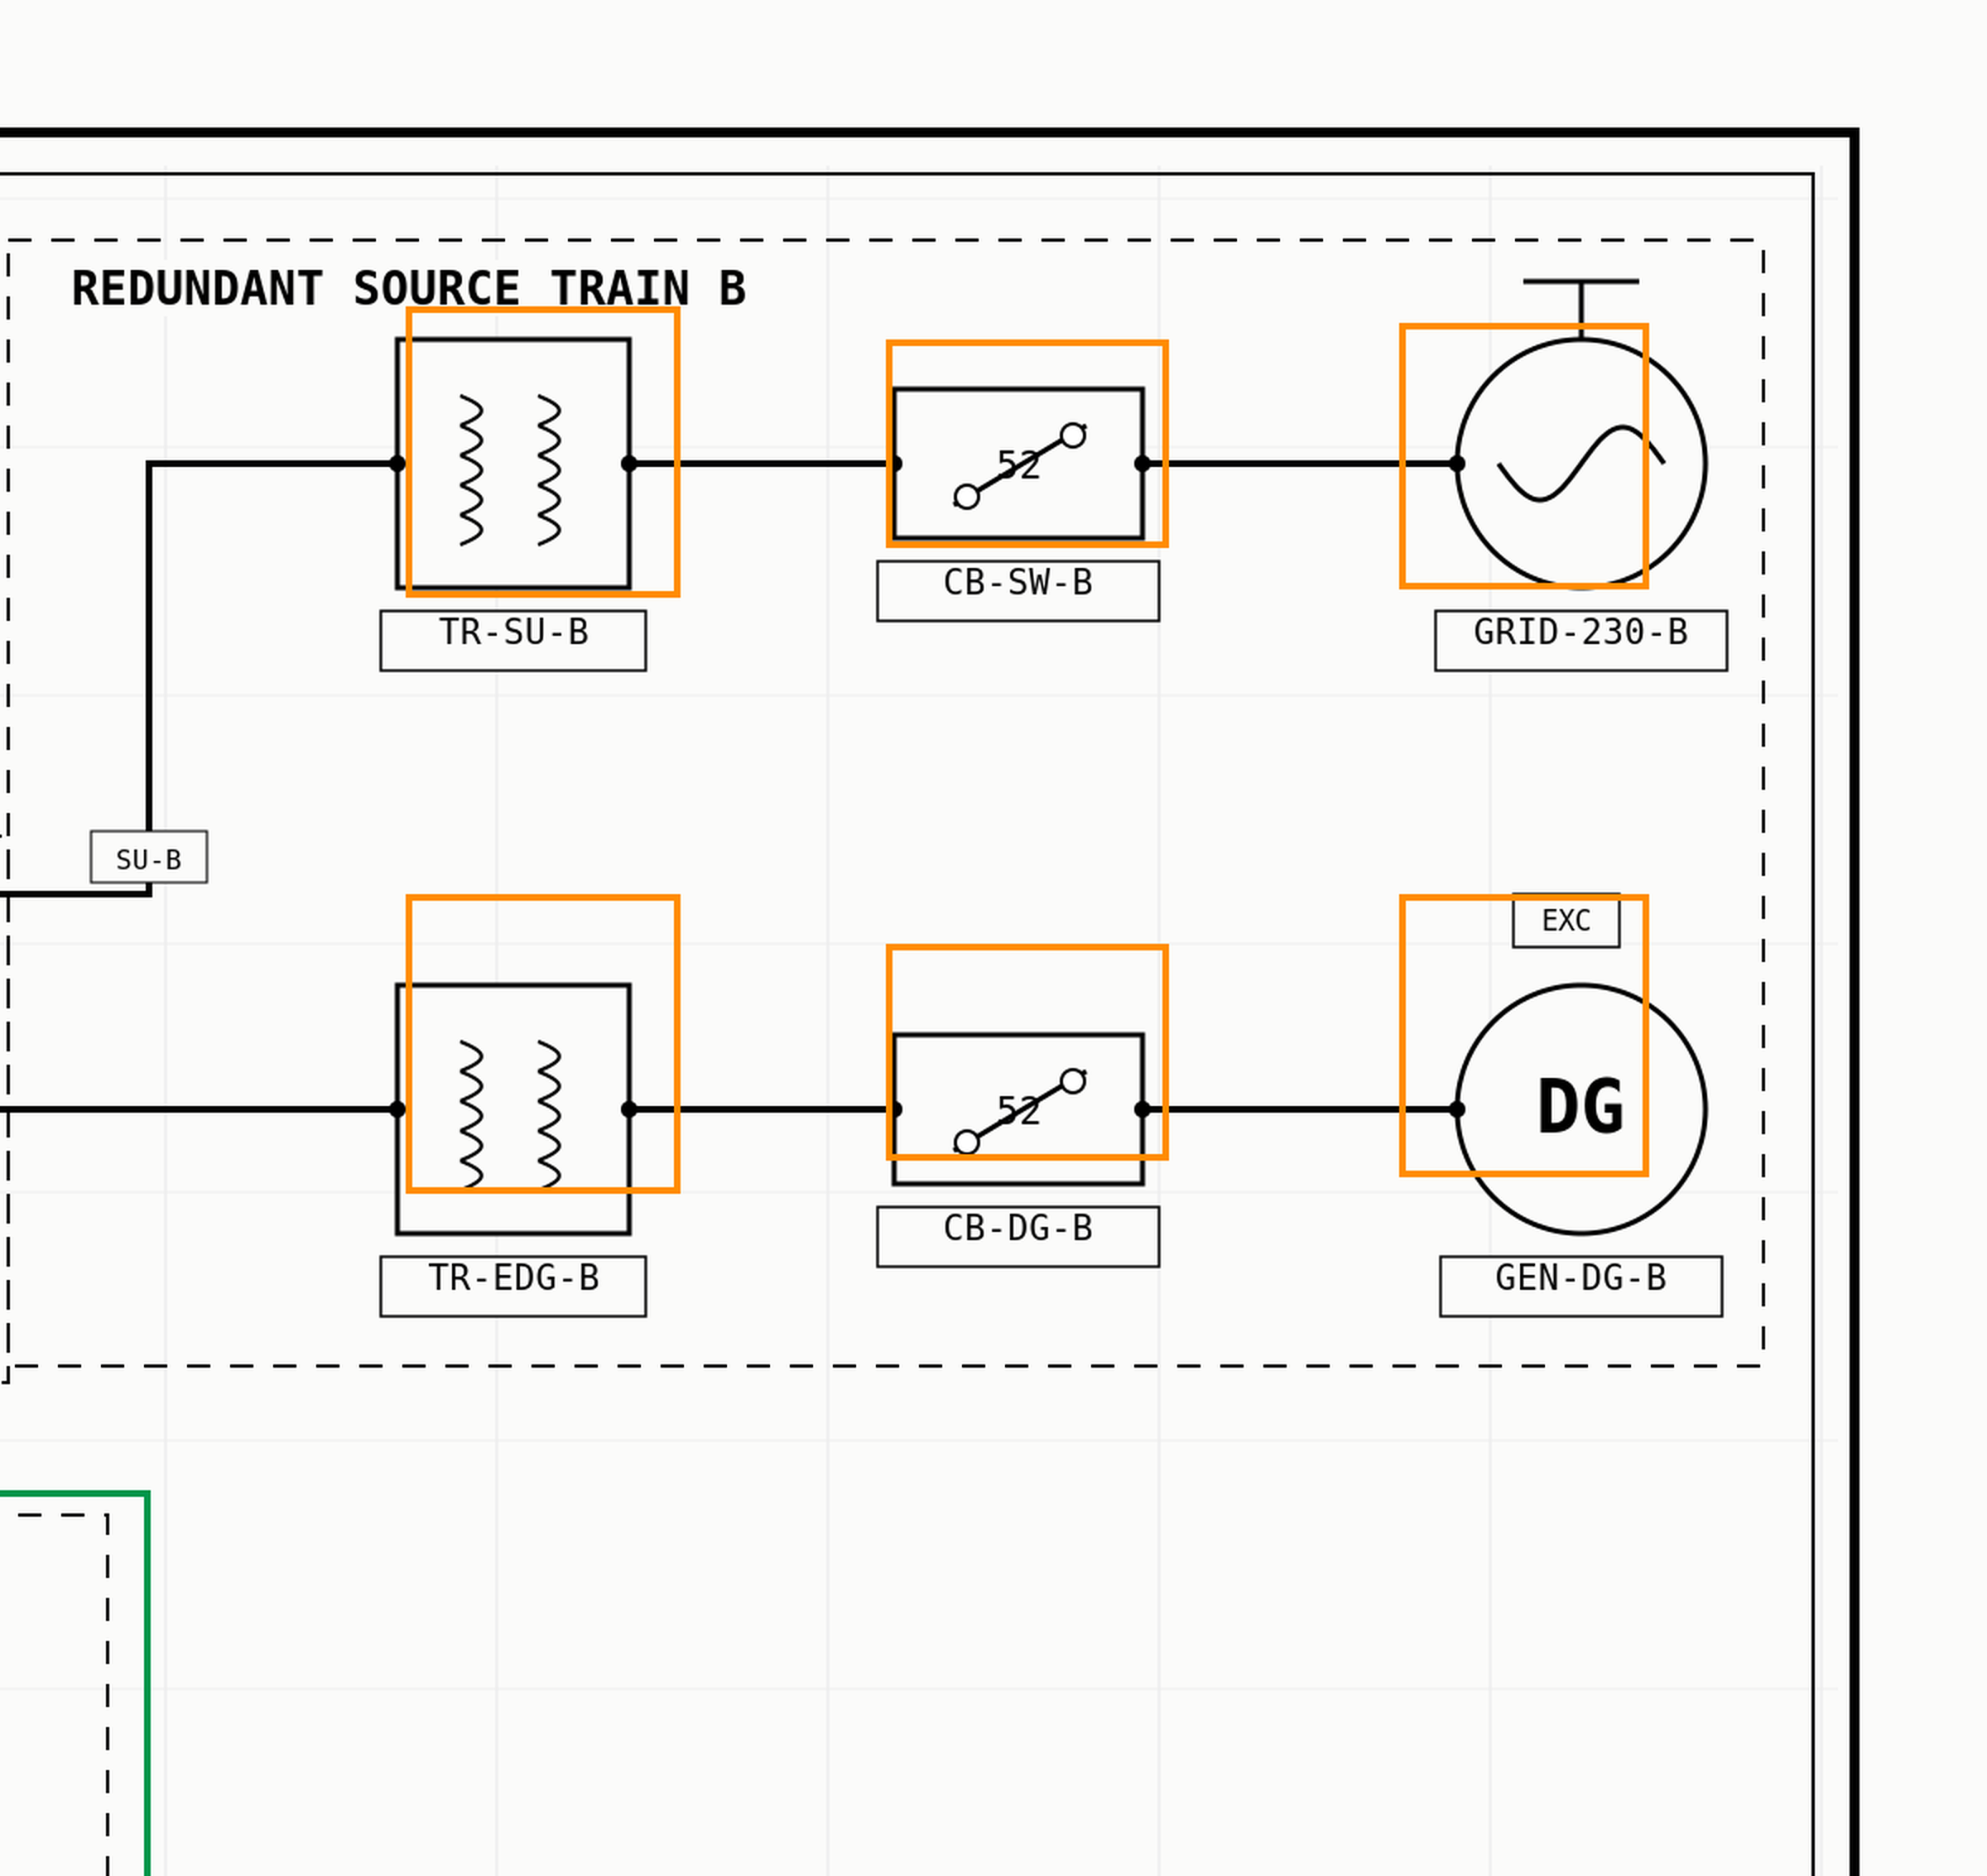 REDUNDANT SOURCE TRAIN B
52
CB-SW-B
TR-SU-B
GRID-230-B
SU-B
EXC
DG
52
CB-DG-B
TR-EDG-B
GEN-DG-B